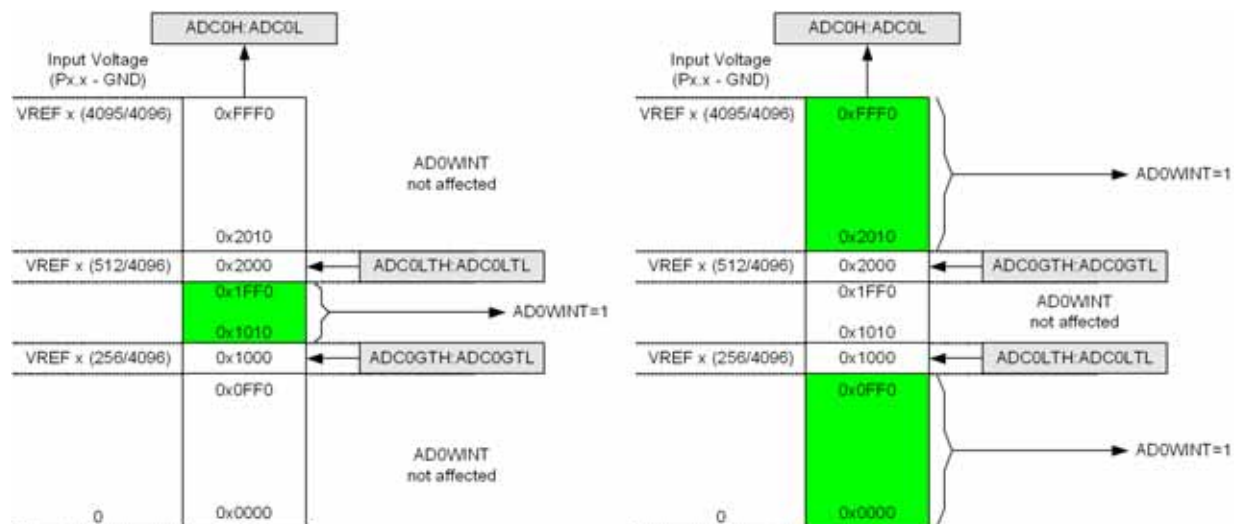 ADC0H:ADC0L
Input Voltage
(Px.x - GND)
VREF x (4095/4096)
0xFFF0
AD0WINT
not affected
0x2010
VREF x (512/4096)
0x2000
ADC0LTH:ADC0LTL
0x1FF0
AD0WINT=1
0x1010
VREF x (256/4096)
0x1000
ADC0GTH:ADC0GTL
0x0FF0
AD0WINT
not affected
0
0x0000
ADC0H:ADC0L
Input Voltage
(Px.x - GND)
VREF x (4095/4096)
0xFFF0
AD0WINT=1
0x2010
VREF x (512/4096)
0x2000
ADC0GTH:ADC0GTL
0x1FF0
AD0WINT
not affected
0x1010
VREF x (256/4096)
0x1000
ADC0LTH:ADC0LTL
0x0FF0
AD0WINT=1
0
0x0000